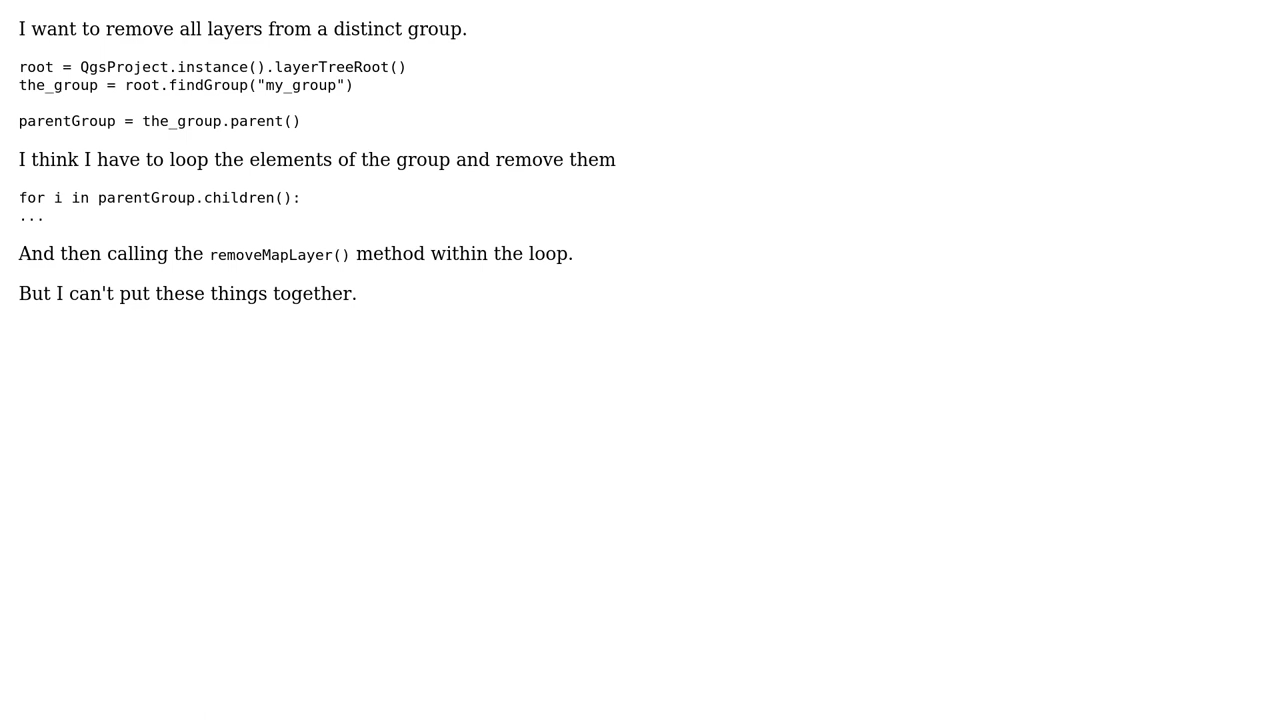 I want to remove all layers from a distinct group.
root = QgsProject.instance().layerTreeRoot()
the_group = root.findGroup("my_group")
parentGroup = the_group.parent()
I think I have to loop the elements of the group and remove them
for i in parentGroup.children():
...
And then calling the removeMapLayer() method within the loop.
But I can't put these things together.